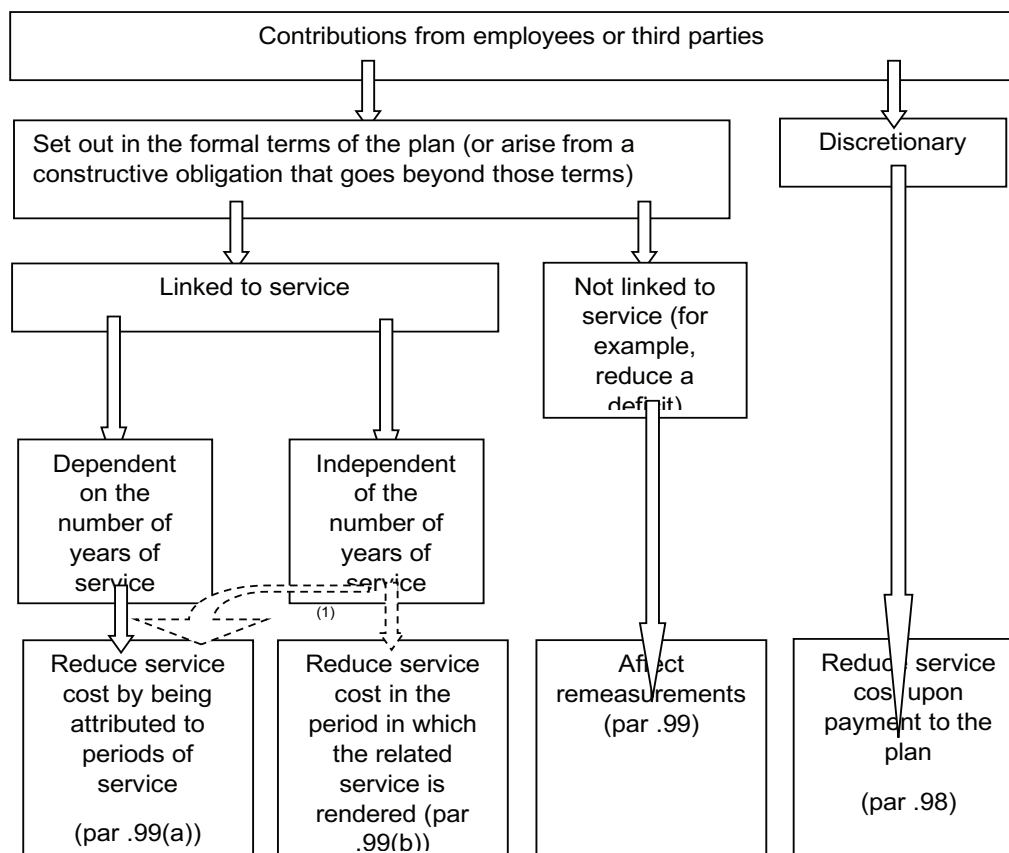 Contributions from employees or third parties
Set out in the formal terms of the plan (or arise from a
constructive obligation that goes beyond those terms)
Discretionary
Linked to service
Not linked to
service (for
example,
reduce a
deficit)
Dependent
on the
number of
years of
service
Independent
of the
number of
years of
service
(1)
Reduce service
cost by being
attributed to
periods of
service
(par .99(a))
Reduce service
cost in the
period in which
the related
service is
rendered (par
.99(b))
Affect
remeasurements
(par .99)
Reduce service
cost upon
payment to the
plan
(par .98)